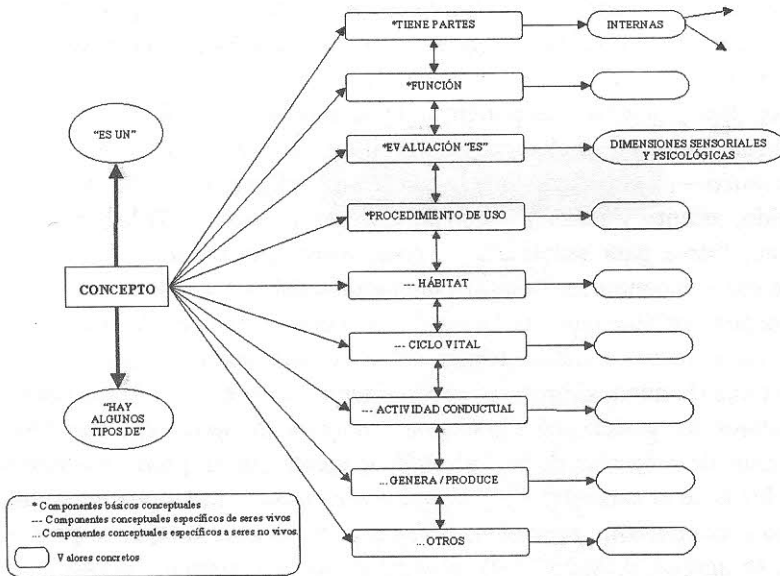 *TIENE PARTES
INTERNAS
*FUNCIÓN
"ES UN"
*EVALUACIÓN "ES"
DIMENSIONES SENSORIALES
Y PSICOLÓGICAS
*PROCEDIMIENTO DE USO
CONCEPTO
--- HÁBITAT
--- CICLO VITAL
"HAY
ALGUNOS
TIPOS DE"
--- ACTIVIDAD CONDUCTUAL
...GENERA / PRODUCE
...OTROS
* Componentes básicos conceptuales
--- Componentes conceptuales específicos de seres vivos
... Componentes conceptuales específicos a seres no vivos.
Valores concretos